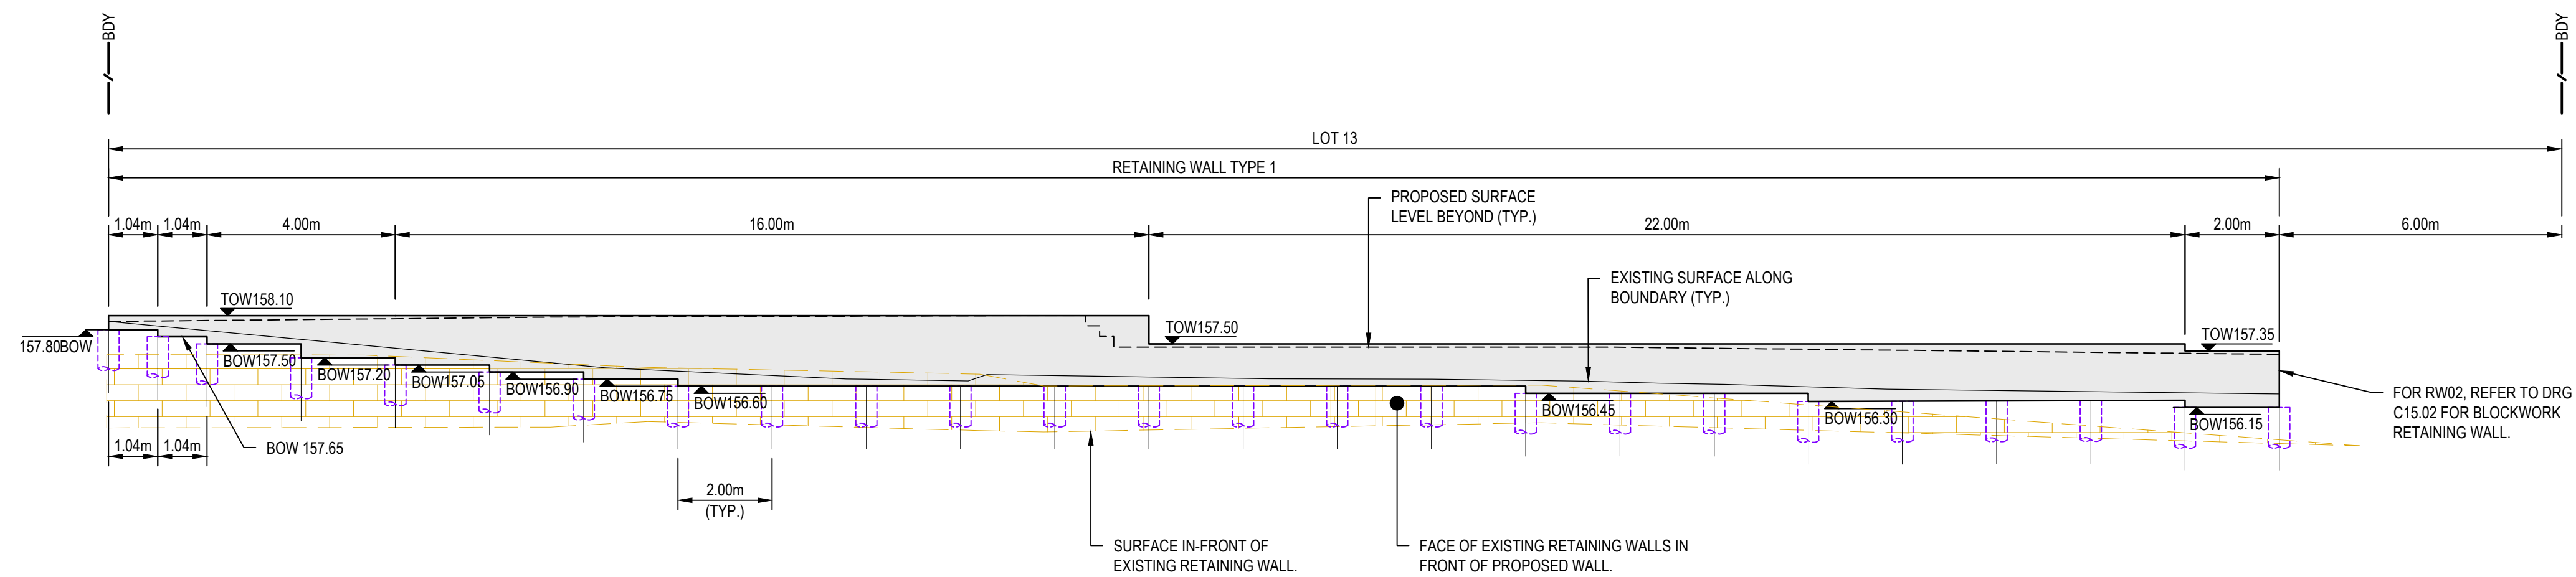 BDY
BDY
LOT 13
RETAINING WALL TYPE 1
PROPOSED SURFACE
LEVEL BEYOND (TYP.)
1.04m
1.04m
4.00m
16.00m
22.00m
2.00m
6.00m
EXISTING SURFACE ALONG
BOUNDARY (TYP.)
TOW158.10
TOW157.50
TOW157.35
157.80BOW
BOW157.50
BOW157.20
BOW157.05
BOW156.90
BOW156.75
BOW156.60
BOW156.45
BOW156.30
BOW156.15
FOR RW02, REFER TO DRG
C15.02 FOR BLOCKWORK
RETAINING WALL.
1.04m
1.04m
BOW 157.65
2.00m
(TYP.)
SURFACE IN-FRONT OF
EXISTING RETAINING WALL.
FACE OF EXISTING RETAINING WALLS IN
FRONT OF PROPOSED WALL.